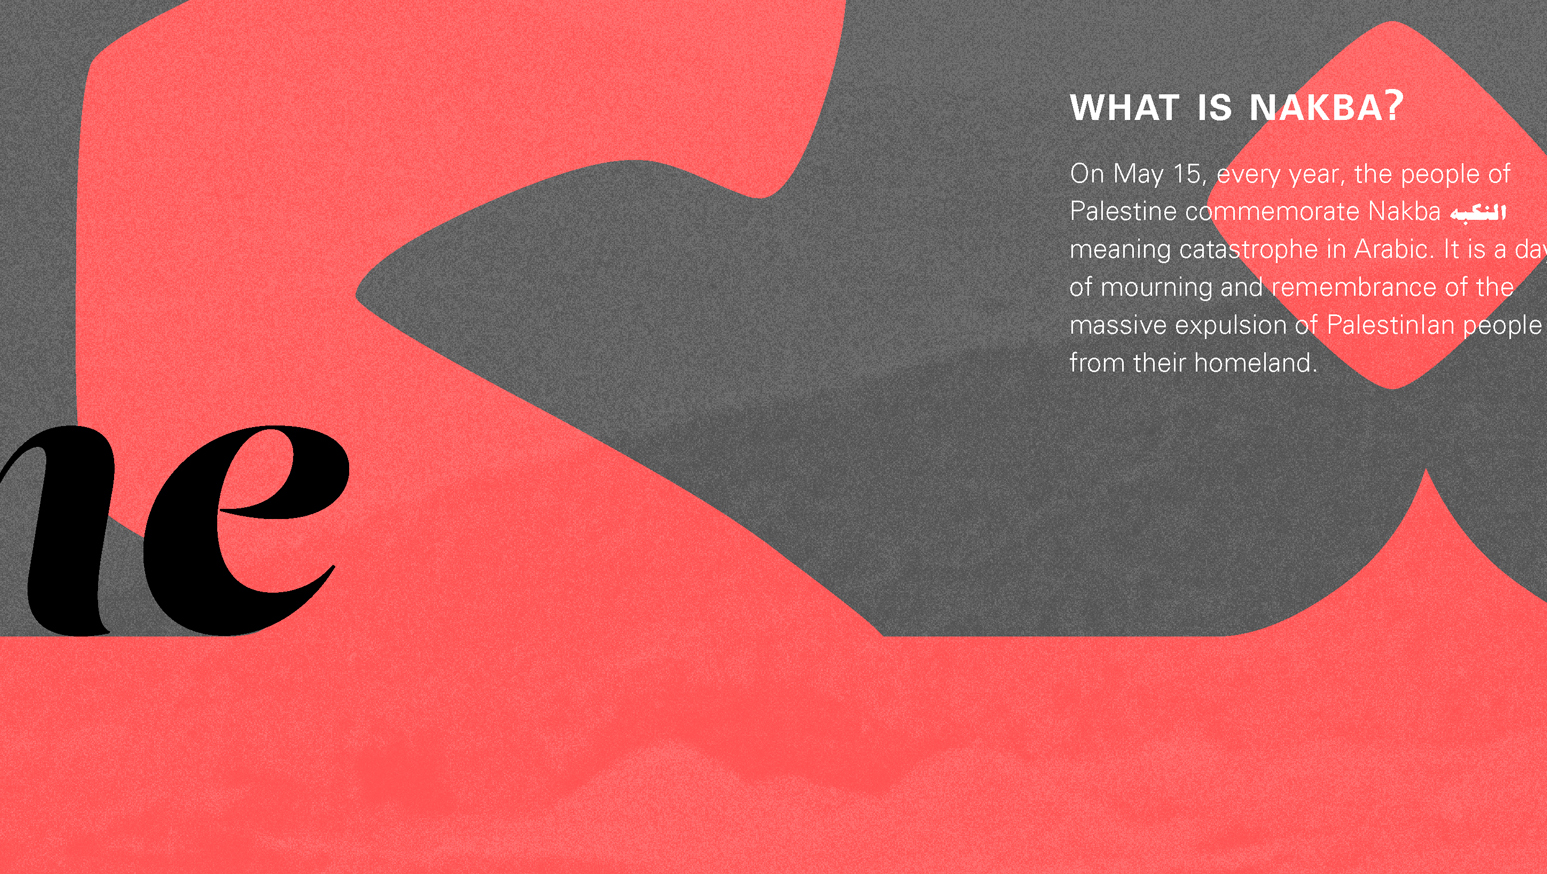 WHAT IS NAKBA?
On May 15, every year, the people of
Palestine commemorate Nakba النكبه
meaning catastrophe in Arabic. It is a day
of mourning and remembrance of the
massive expulsion of Palestinlan people
from their homeland.
ne